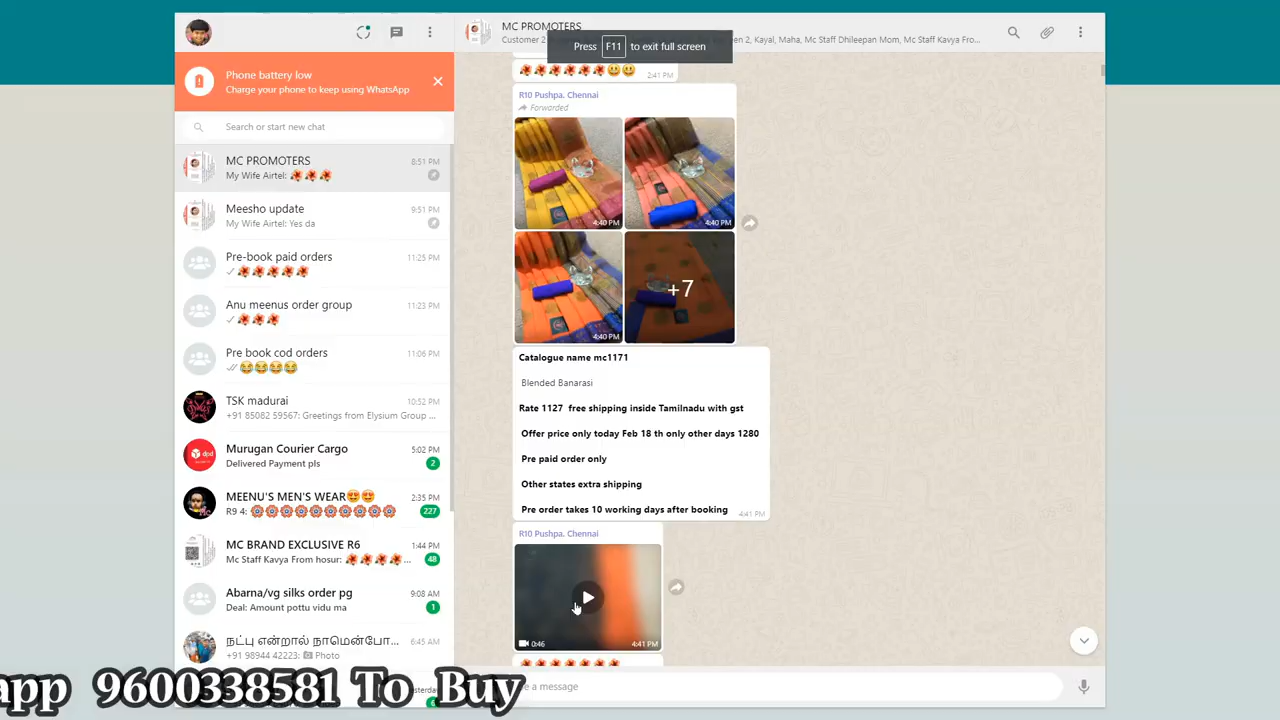 Phone battery low
Charge your phone to keep using WhatsApp
Search or start new chat
MC PROMOTERS
8:51 PM
My Wife Airtel:
Meesho update
9:51 PM
My Wife Airtel: Yes da
Pre-book paid orders
11:25 PM
Anu meenus order group
11:23 PM
Pre book cod orders
11:06 PM
TSK madurai
10:52 PM
+91 85082 59567: Greetings from Elysium Group ...
Murugan Courier Cargo
5:02 PM
Delivered Payment pls
2
MEENU'S MEN'S WEAR
2:35 PM
R9 4:
227
MC BRAND EXCLUSIVE R6
1:44 PM
Mc Staff Kavya From hosur:
48
Abarna/vg silks order pg
9:08 AM
Deal: Amount pottu vidu ma
1
நட்பு என்றால் நாமென்போ...
6:45 AM
+91 98944 42223: Photo
MC PROMOTERS
Kayal, Maha, Mc Staff Dhileepan Mom, Mc Staff Kavya Fro...
Press F11 to exit full screen
2:41 PM
R10 Pushpa. Chennai
Forwarded
4:40 PM
4:40 PM
4:40 PM
+7
Catalogue name mc1171
Blended Banarasi
Rate 1127 free shipping inside Tamilnadu with gst
Offer price only today Feb 18 th only other days 1280
Pre paid order only
Other states extra shipping
Pre order takes 10 working days after booking
4:41 PM
R10 Pushpa. Chennai
0:46
4:41 PM
e a message
app 9600338581 To Buy